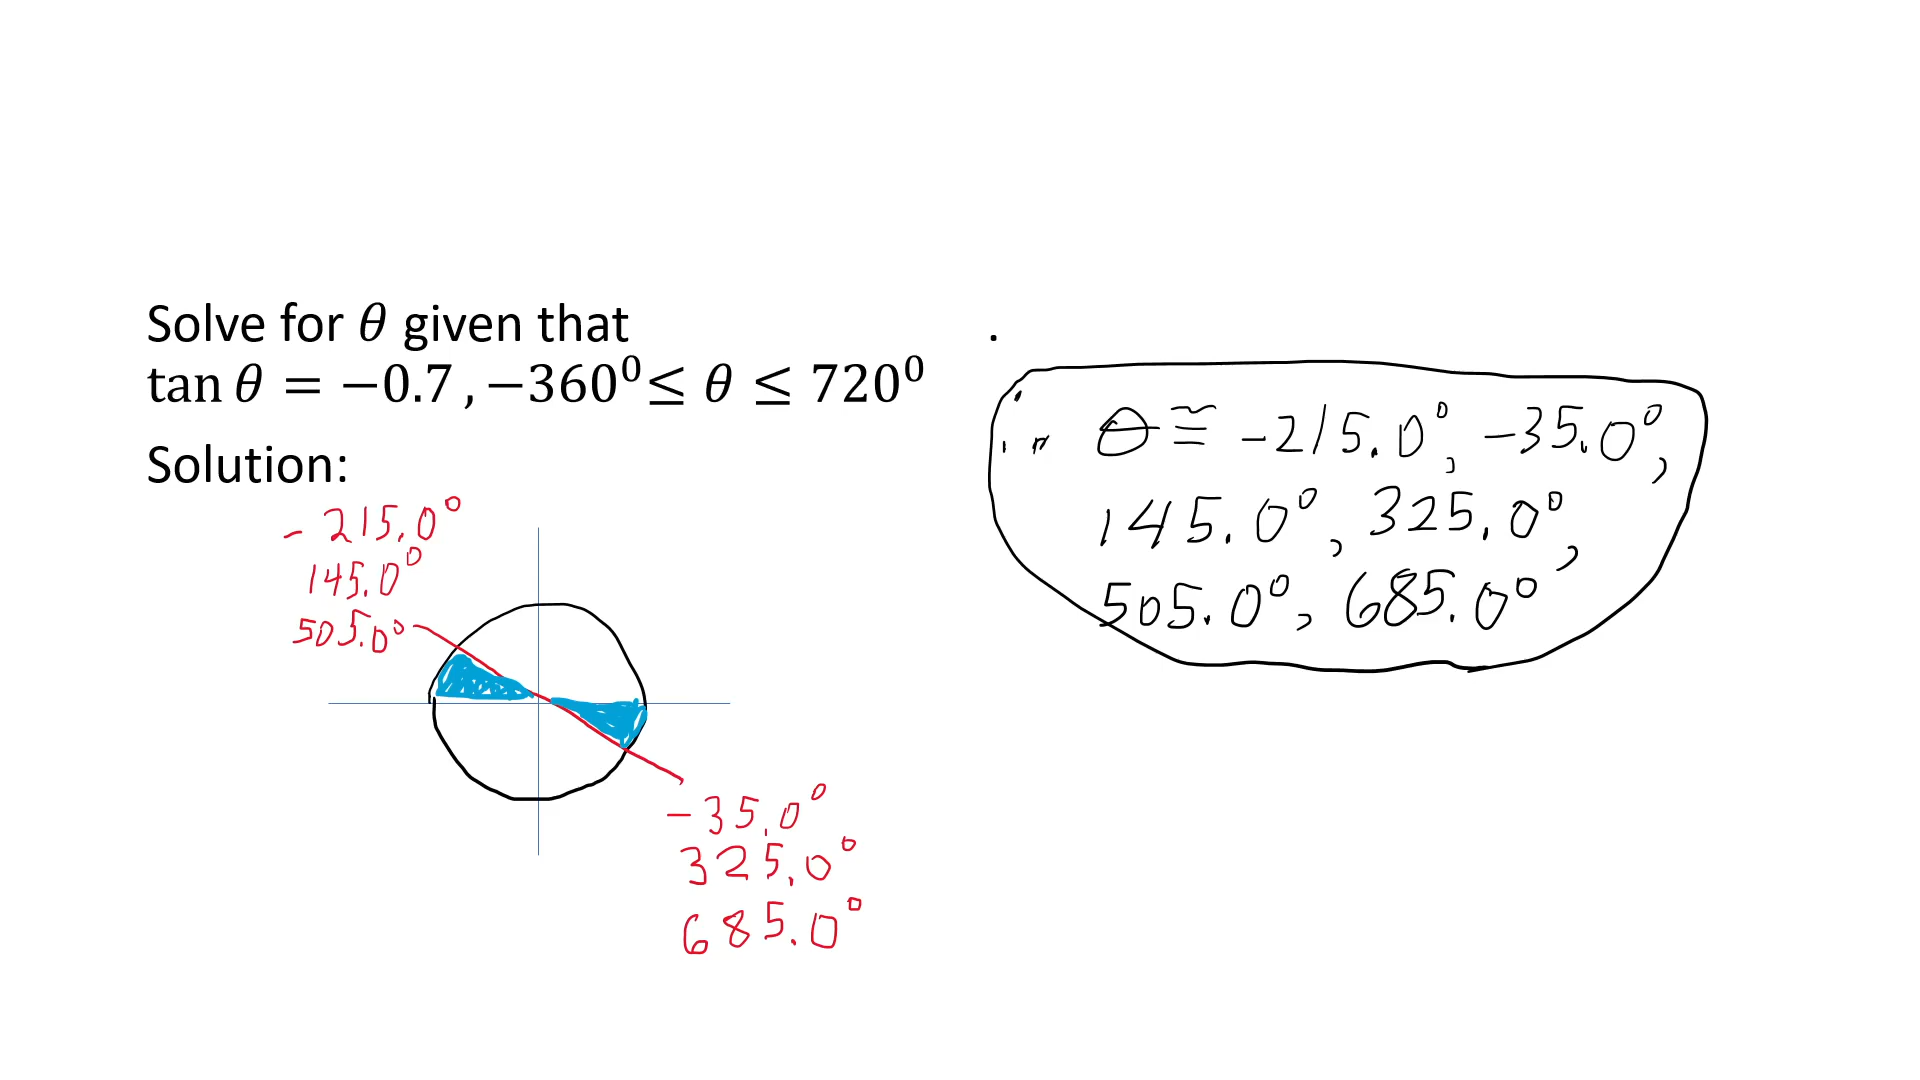 Solve for θ given that
tan θ = −0.7 , −360⁰ ≤ θ ≤ 720⁰
Solution:
-215.0°
145.0°
505.0°
-35.0°
325.0°
685.0°
.
∴ θ ≅ -215.0°, -35.0°,
145.0°, 325.0°,
505.0°, 685.0°